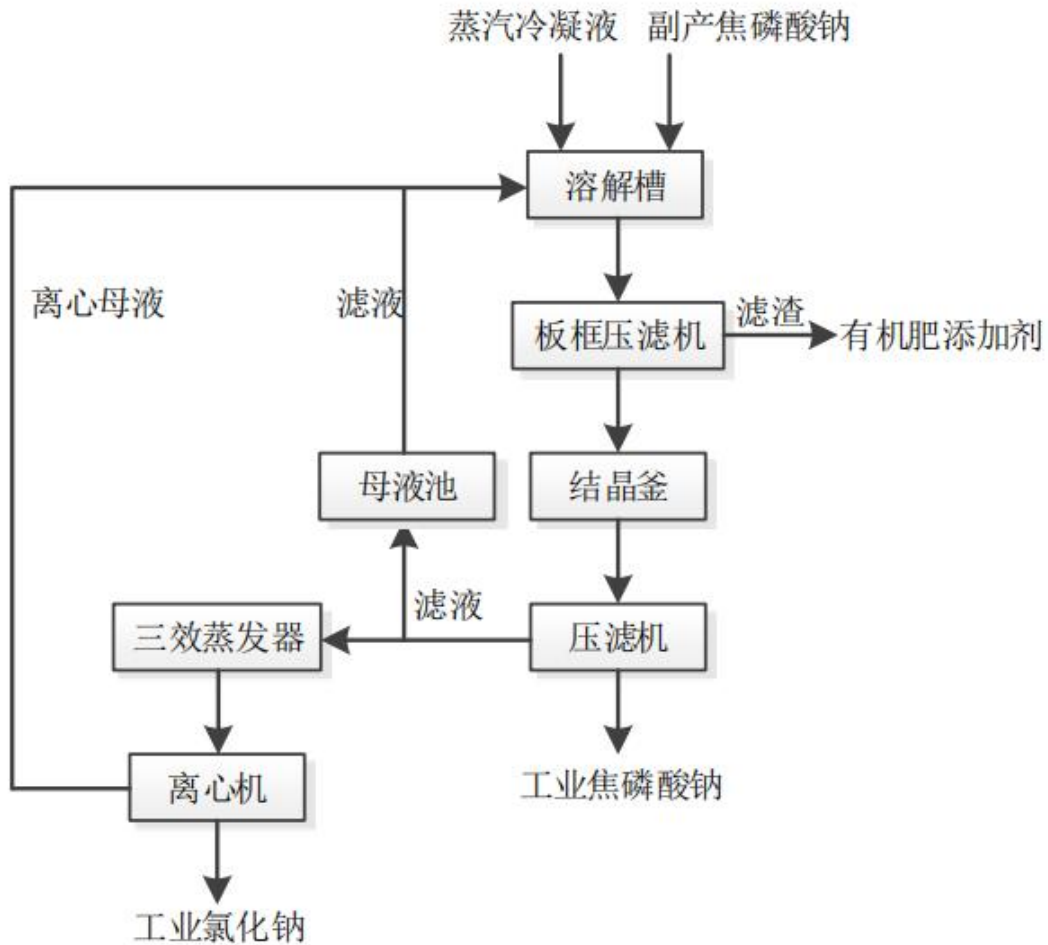 蒸汽冷凝液 副产焦磷酸钠
溶解槽
离心母液
滤液
板框压滤机
滤渣
有机肥添加剂
母液池
结晶釜
滤液
三效蒸发器
压滤机
离心机
工业焦磷酸钠
工业氯化钠